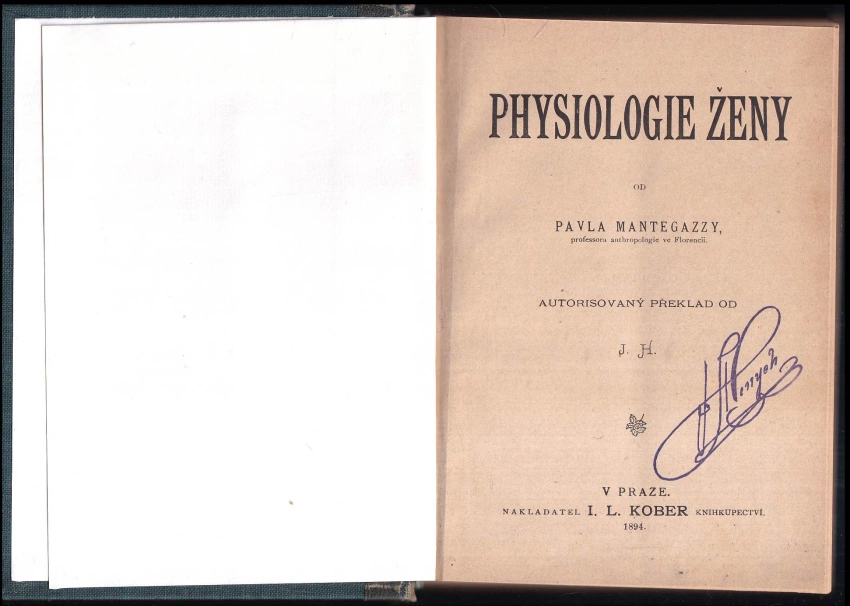 PHYSIOLOGIE ŽENY
OD
PAVLA MANTEGAZZY,
professora anthropologie ve Florencii.
AUTORISOVANÝ PŘEKLAD OD
J. H.
V PRAZE.
NAKLADATEL I. L. KOBER KNIHKUPECTVÍ.
1894.